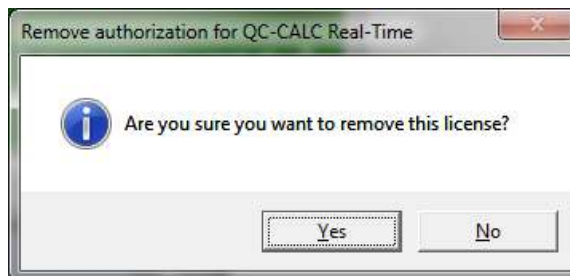 Remove authorization for QC-CALC Real-Time
Are you sure you want to remove this license?
Yes
No